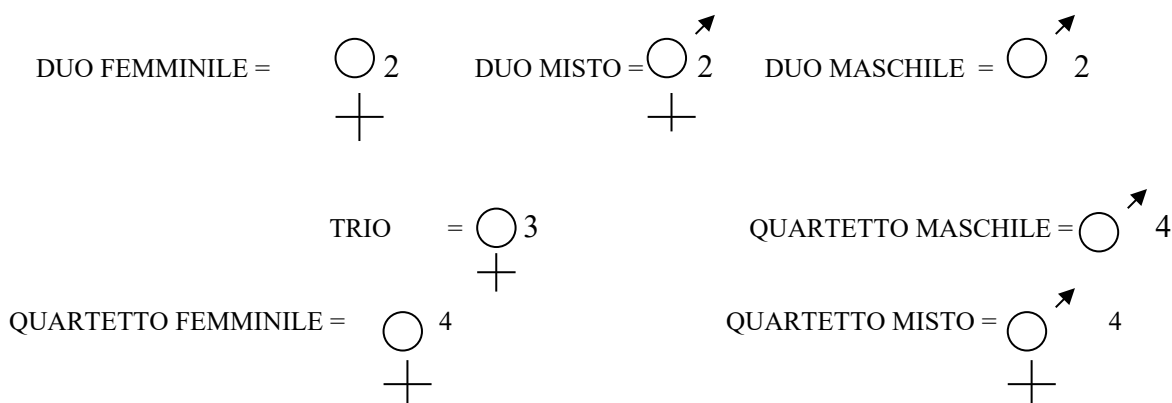 DUO FEMMINILE = 2 DUO MISTO = 2 DUO MASCHILE = 2
TRIO = 3 QUARTETTO MASCHILE = 4
QUARTETTO FEMMINILE = 4 QUARTETTO MISTO = 4